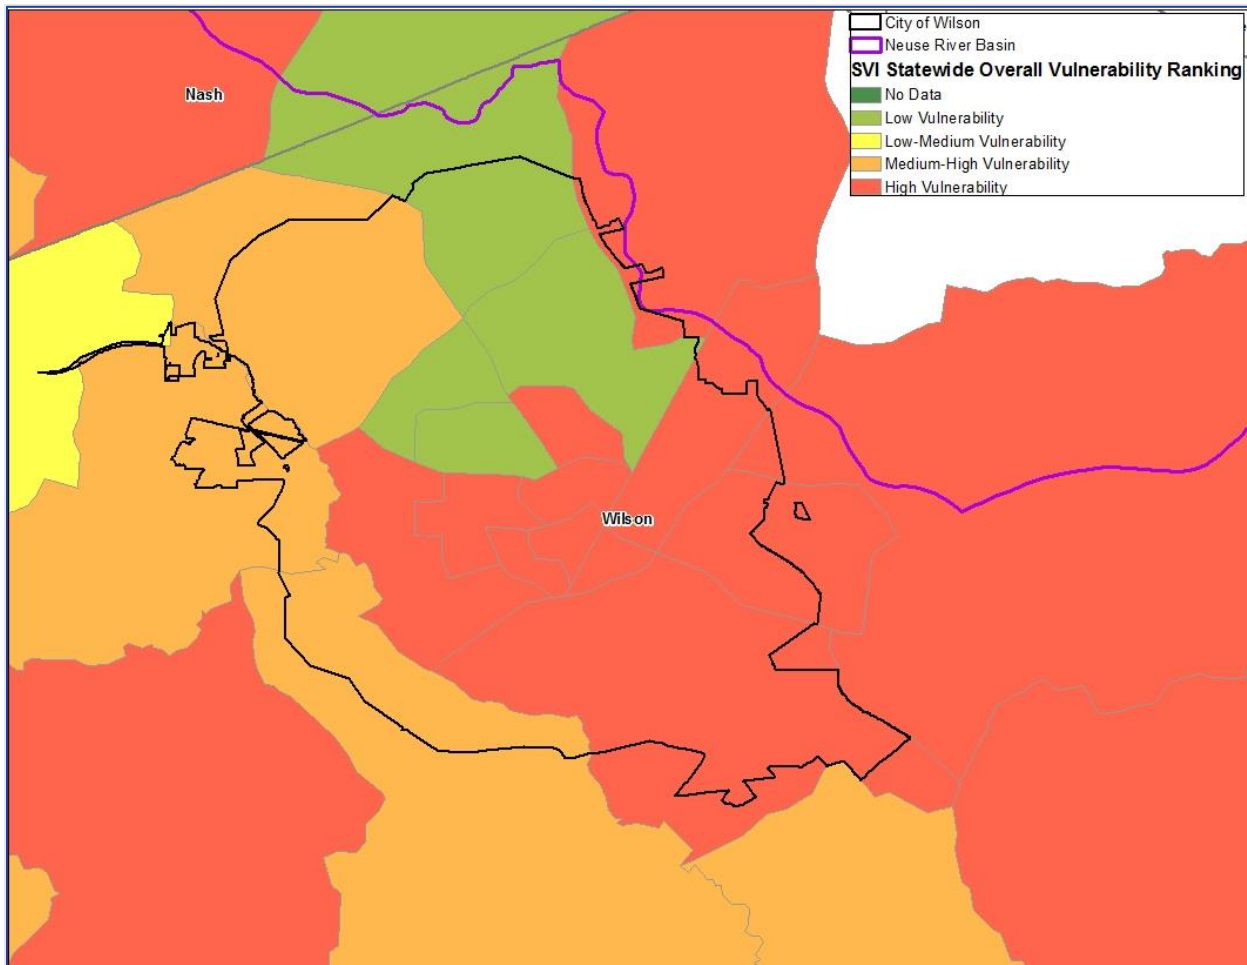 City of Wilson
Neuse River Basin
SVI Statewide Overall Vulnerability Ranking
No Data
Low Vulnerability
Low-Medium Vulnerability
Medium-High Vulnerability
High Vulnerability
Nash
Wilson